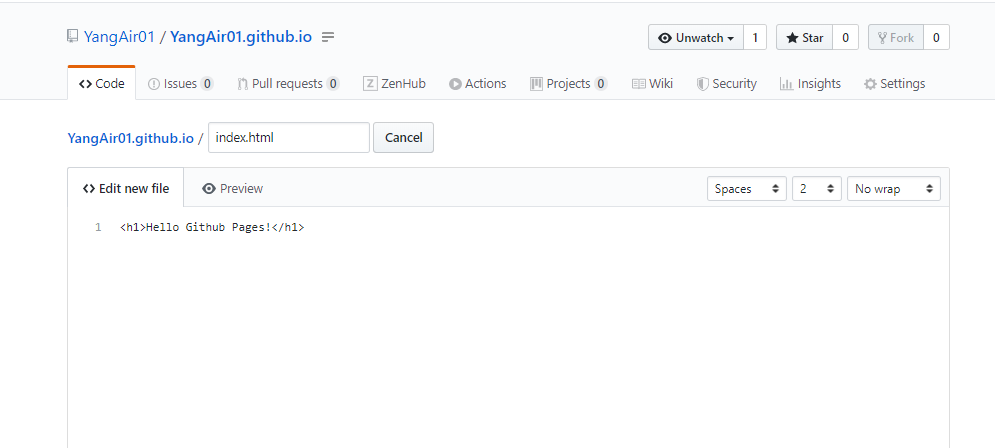 YangAir01 / YangAir01.github.io Unwatch 1 Star 0 Fork 0
Code Issues 0 Pull requests 0 ZenHub Actions Projects 0 Wiki Security Insights Settings
YangAir01.github.io / index.html Cancel
Edit new file Preview Spaces 2 No wrap
1 <h1>Hello Github Pages!</h1>